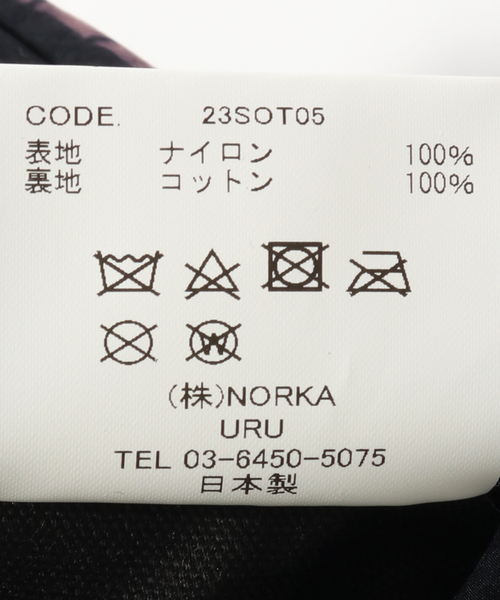 CODE. 23SOT05
表地 ナイロン 100%
裏地 コットン 100%
W
(株)NORKA
URU
TEL 03-6450-5075
日本製